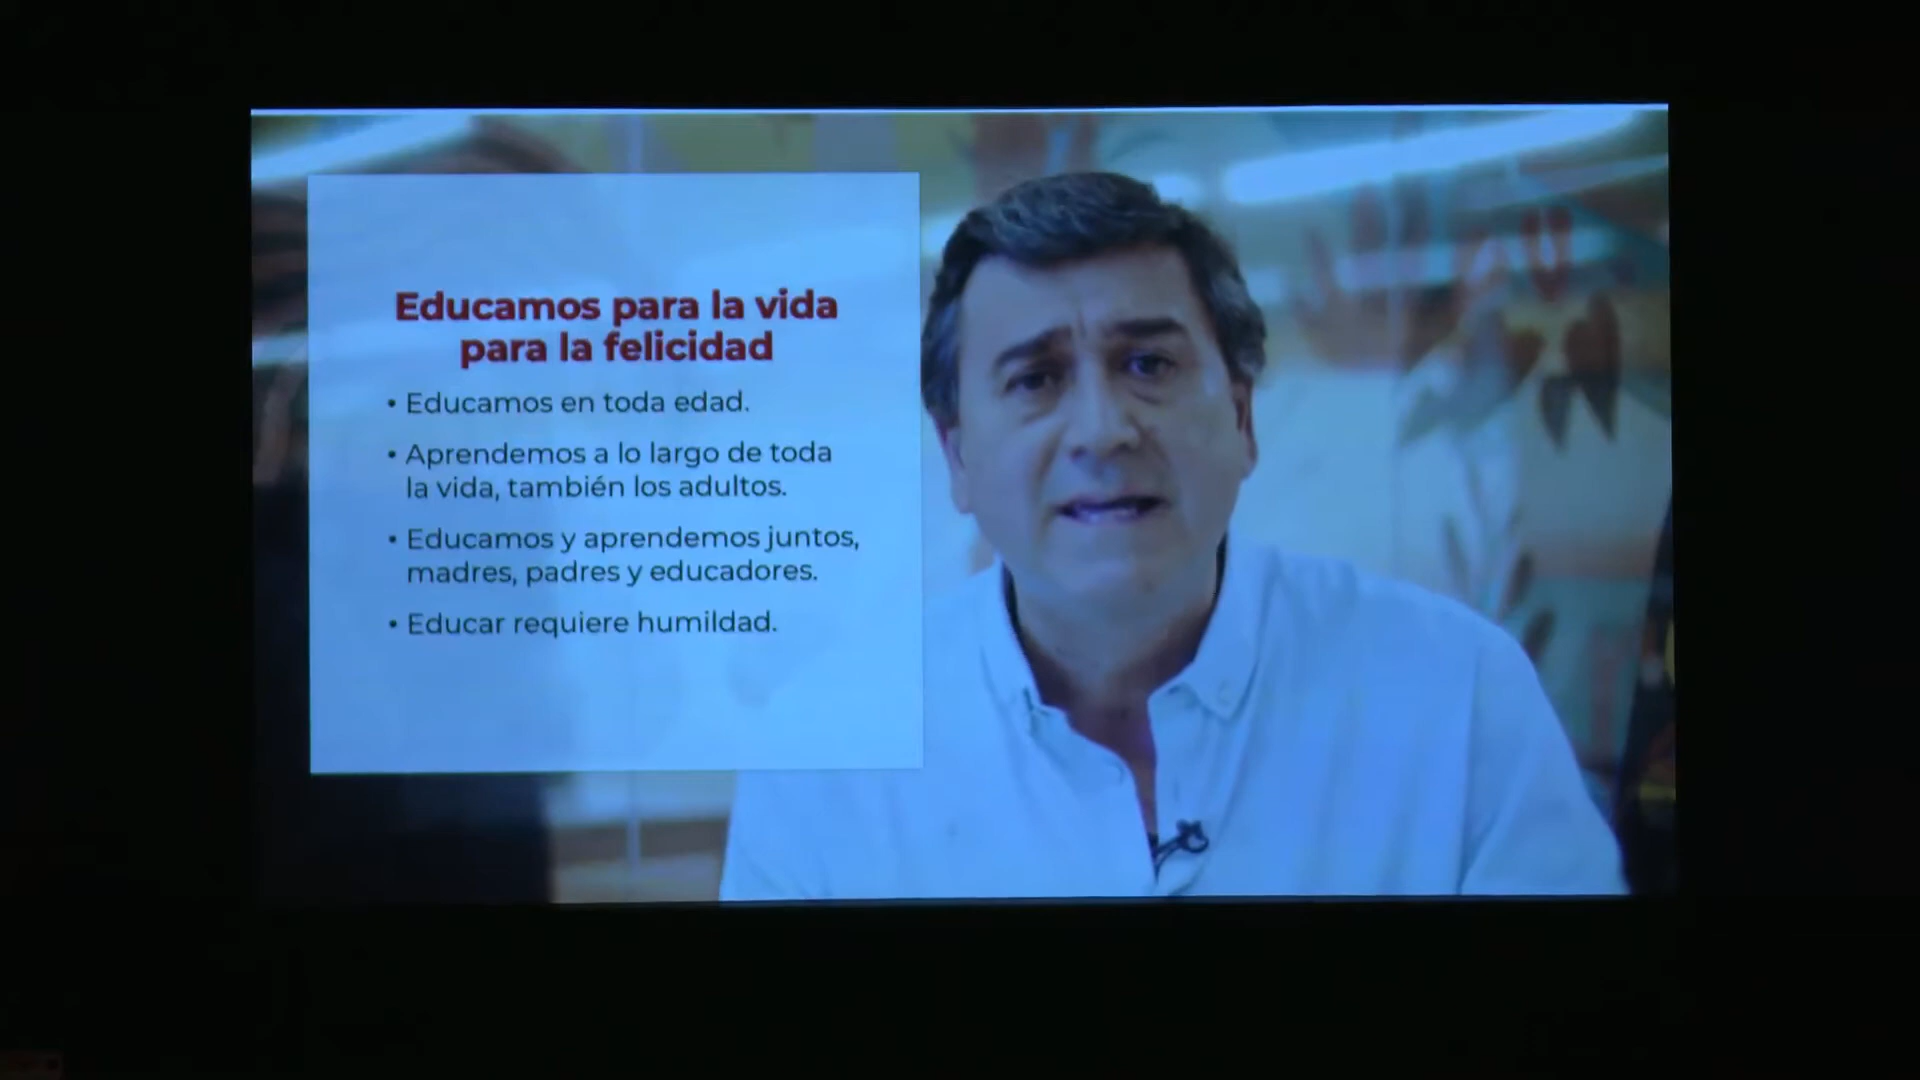 Educamos para la vida
para la felicidad
• Educamos en toda edad.
• Aprendemos a lo largo de toda
la vida, también los adultos.
• Educamos y aprendemos juntos,
madres, padres y educadores.
• Educar requiere humildad.